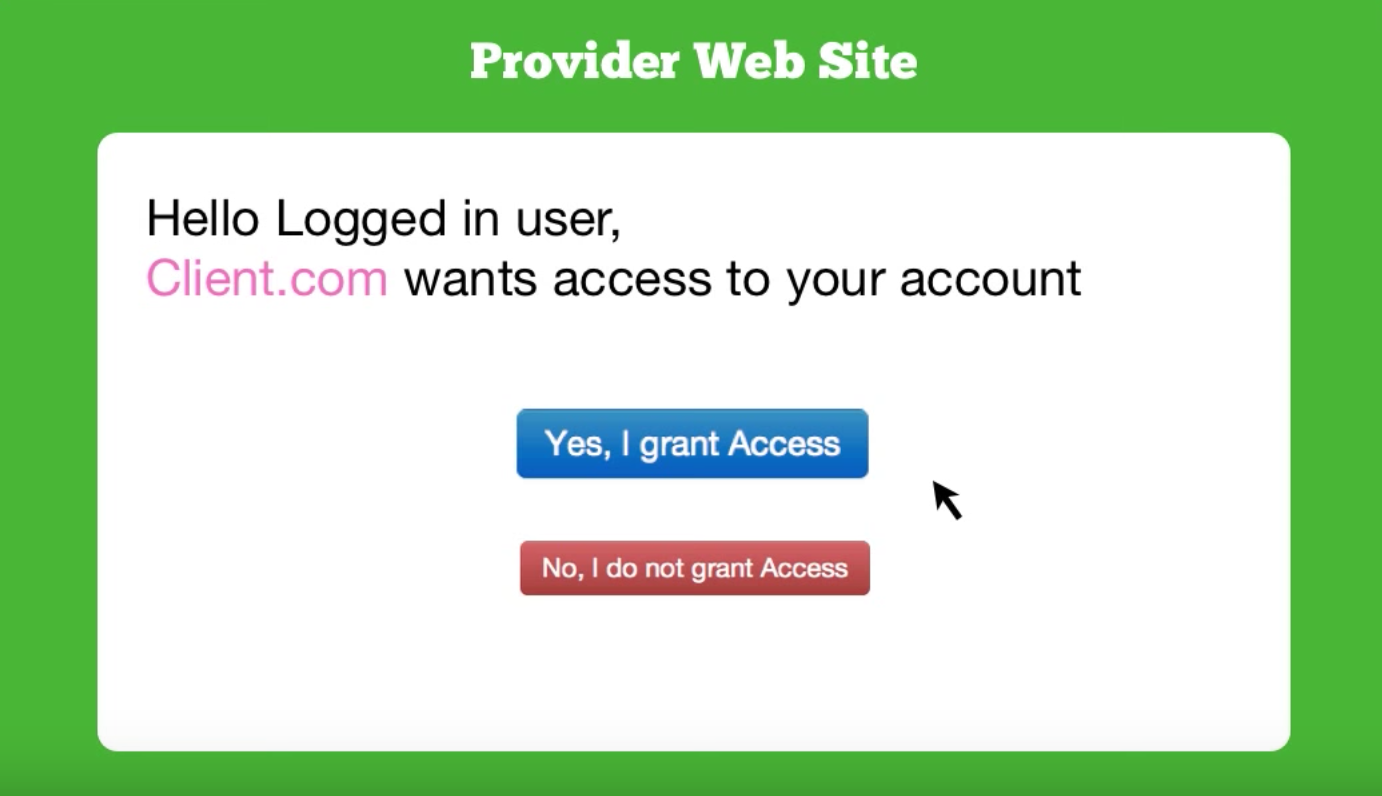 Provider Web Site
Hello Logged in user,
Client.com wants access to your account
Yes, I grant Access
No, I do not grant Access